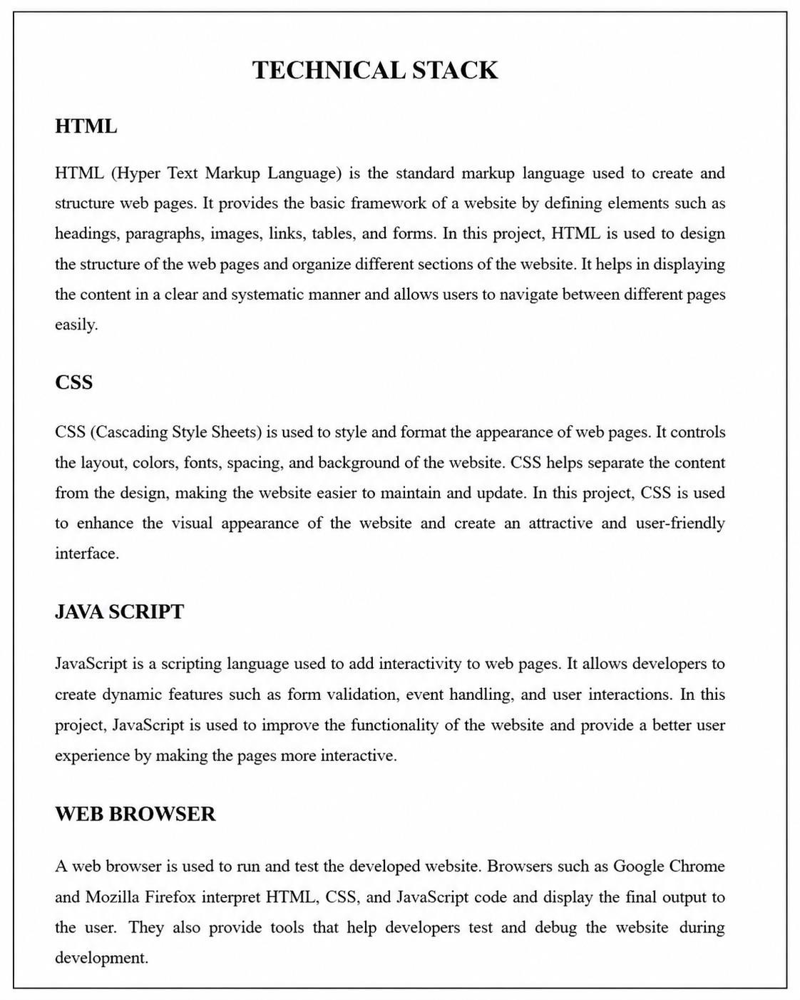 TECHNICAL STACK
HTML
HTML (Hyper Text Markup Language) is the standard markup language used to create and
structure web pages. It provides the basic framework of a website by defining elements such as
headings, paragraphs, images, links, tables, and forms. In this project, HTML is used to design
the structure of the web pages and organize different sections of the website. It helps in displaying
the content in a clear and systematic manner and allows users to navigate between different pages
easily.
CSS
CSS (Cascading Style Sheets) is used to style and format the appearance of web pages. It controls
the layout, colors, fonts, spacing, and background of the website. CSS helps separate the content
from the design, making the website easier to maintain and update. In this project, CSS is used
to enhance the visual appearance of the website and create an attractive and user-friendly
interface.
JAVA SCRIPT
JavaScript is a scripting language used to add interactivity to web pages. It allows developers to
create dynamic features such as form validation, event handling, and user interactions. In this
project, JavaScript is used to improve the functionality of the website and provide a better user
experience by making the pages more interactive.
WEB BROWSER
A web browser is used to run and test the developed website. Browsers such as Google Chrome
and Mozilla Firefox interpret HTML, CSS, and JavaScript code and display the final output to
the user. They also provide tools that help developers test and debug the website during
development.